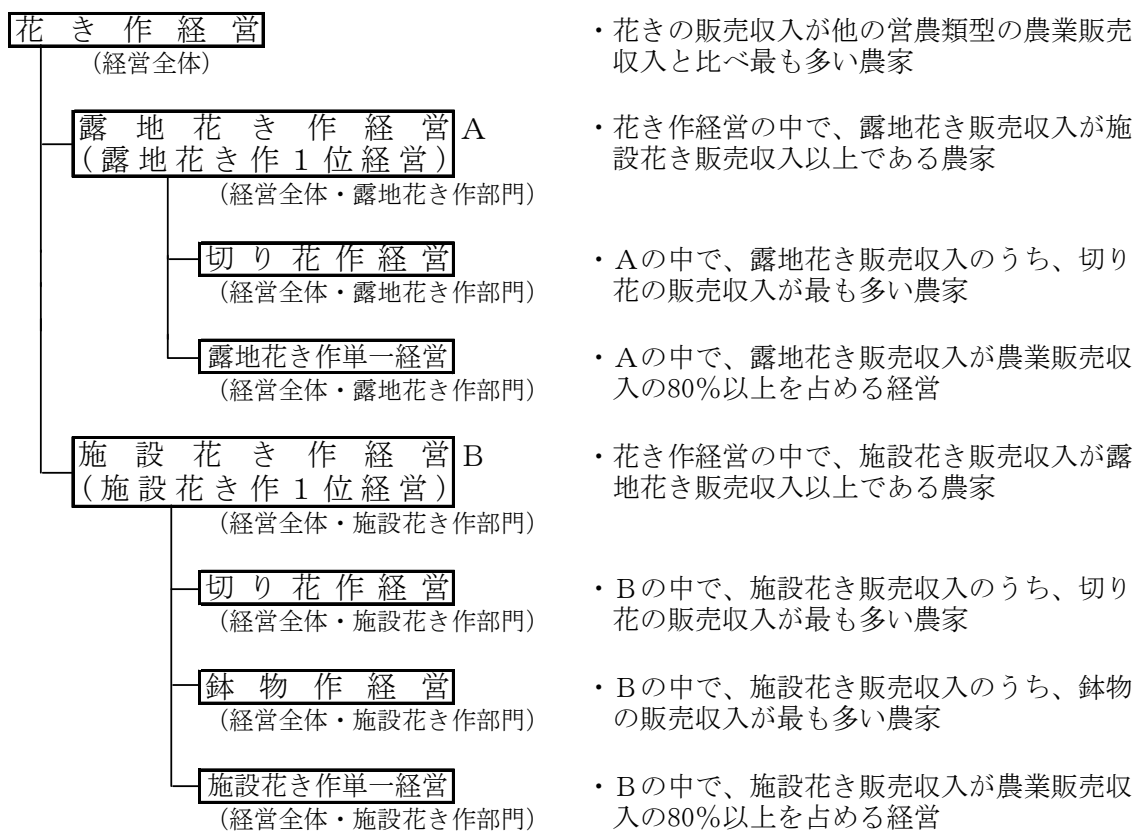 花き作経営
(経営全体)
・花きの販売収入が他の営農類型の農業販売
収入と比べ最も多い農家
露地花き作経営 A
(露地花き作１位経営)
(経営全体・露地花き作部門)
・花き作経営の中で、露地花き販売収入が施
設花き販売収入以上である農家
切り花作経営
(経営全体・露地花き作部門)
・Ａの中で、露地花き販売収入のうち、切り
花の販売収入が最も多い農家
露地花き作単一経営
(経営全体・露地花き作部門)
・Ａの中で、露地花き販売収入が農業販売収
入の80％以上を占める経営
施設花き作経営 B
(施設花き作１位経営)
(経営全体・施設花き作部門)
・花き作経営の中で、施設花き販売収入が露
地花き販売収入以上である農家
切り花作経営
(経営全体・施設花き作部門)
・Ｂの中で、施設花き販売収入のうち、切り
花の販売収入が最も多い農家
鉢物作経営
(経営全体・施設花き作部門)
・Ｂの中で、施設花き販売収入のうち、鉢物
の販売収入が最も多い農家
施設花き作単一経営
(経営全体・施設花き作部門)
・Ｂの中で、施設花き販売収入が農業販売収
入の80％以上を占める経営